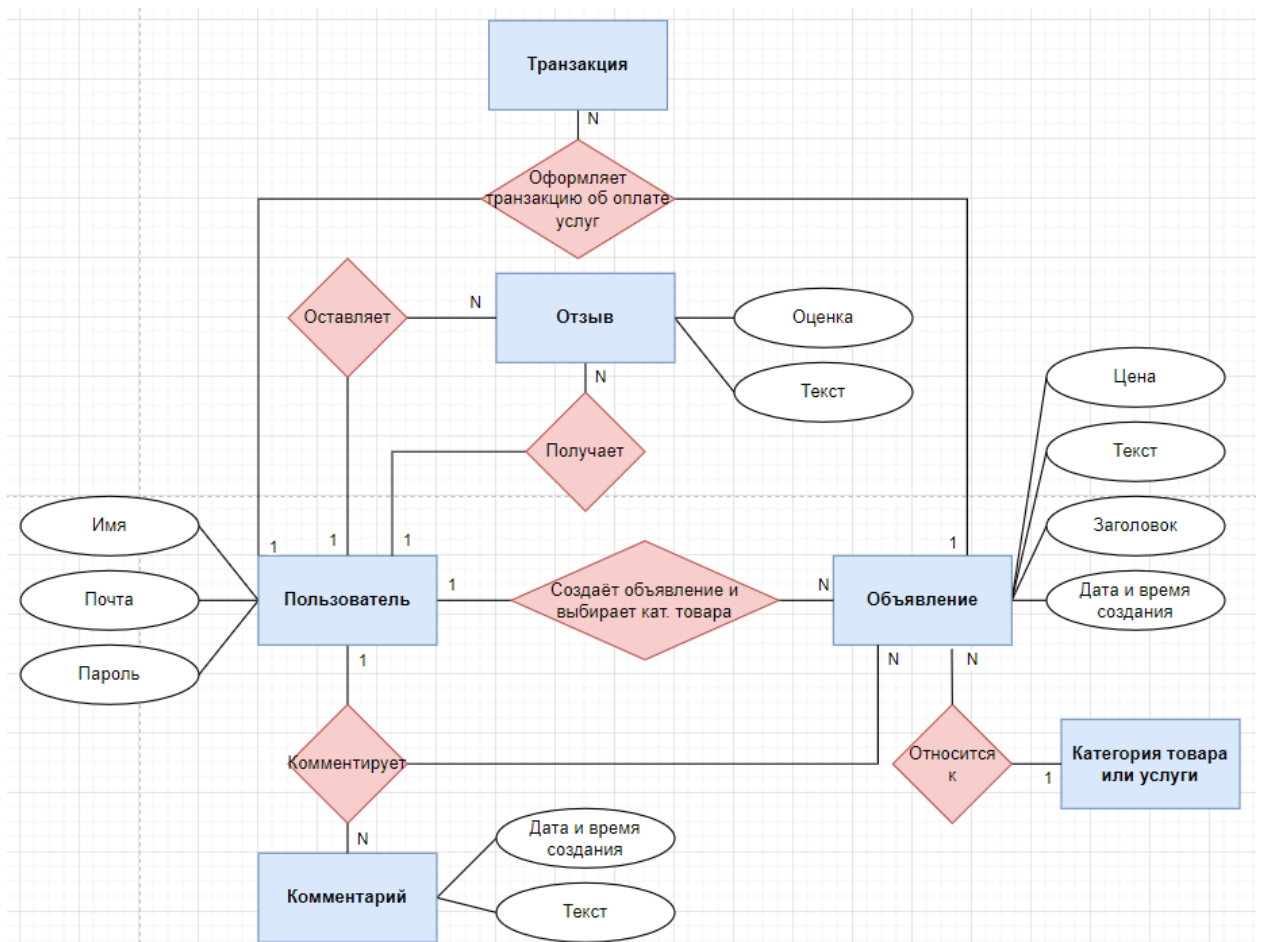 Транзакция
N
Оформляет
транзакцию об оплате
услуг
Оставляет
N
Отзыв
Оценка
N
Текст
Получает
Цена
Текст
Заголовок
Дата и время
создания
Имя
Почта
Пароль
1
1
1
1
Пользователь
1
Создаёт объявление и
выбирает кат. товара
N
Объявление
1
N
N
Комментирует
Относится
к
1
Категория товара
или услуги
N
Дата и время
создания
Комментарий
Текст